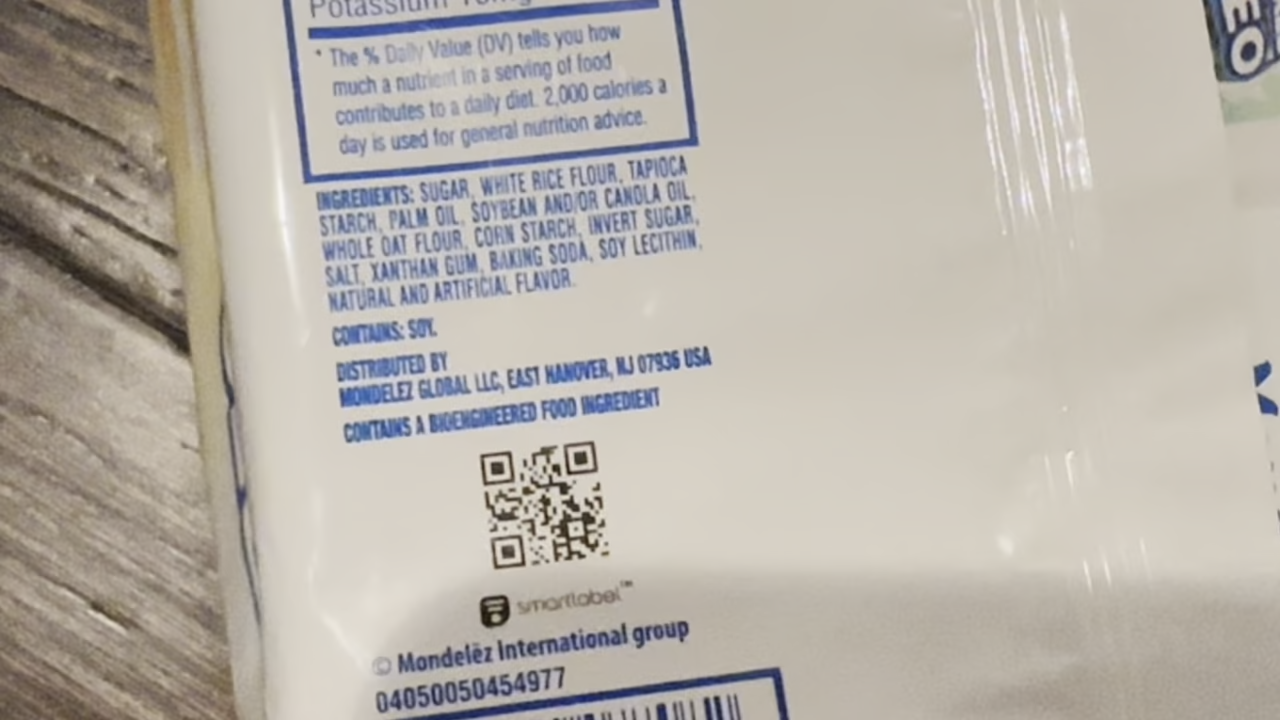 Potassium
* The % Daily Value (DV) tells you how
much a nutrient in a serving of food
contributes to a daily diet. 2,000 calories a
day is used for general nutrition advice.
INGREDIENTS: SUGAR, WHITE RICE FLOUR, TAPIOCA
STARCH, PALM OIL, SOYBEAN AND/OR CANOLA OIL,
WHOLE OAT FLOUR, CORN STARCH, INVERT SUGAR,
SALT, XANTHAN GUM, BAKING SODA, SOY LECITHIN,
NATURAL AND ARTIFICIAL FLAVOR.
CONTAINS: SOY.
DISTRIBUTED BY
MONDELEZ GLOBAL LLC, EAST HANOVER, NJ 07936 USA
CONTAINS A BIOENGINEERED FOOD INGREDIENT
smartlabel™
© Mondelēz International group
04050050454977